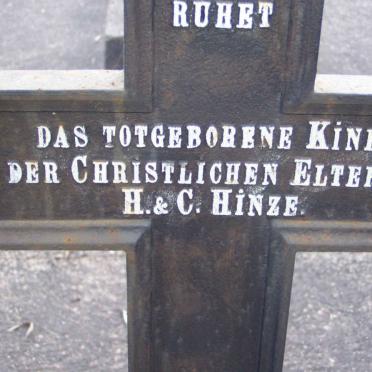 RUHET
DAS TOTGEBORENE KIN
DER CHRISTLICHEN ELTE
H. & C. HINZE.